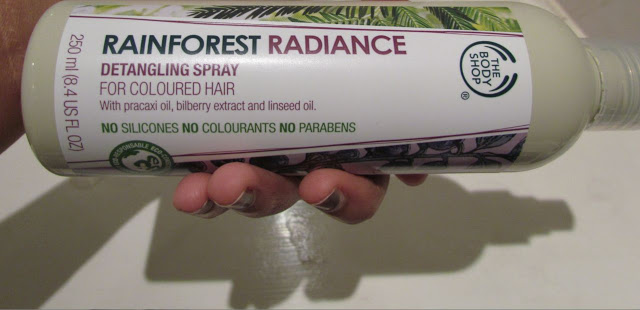 RAINFOREST RADIANCE
DETANGLING SPRAY
FOR COLOURED HAIR
With pracaxi oil, bilberry extract and linseed oil.
NO SILICONES NO COLOURANTS NO PARABENS
250 ml (8.4 US FL OZ)
THE
BODY
SHOP
®